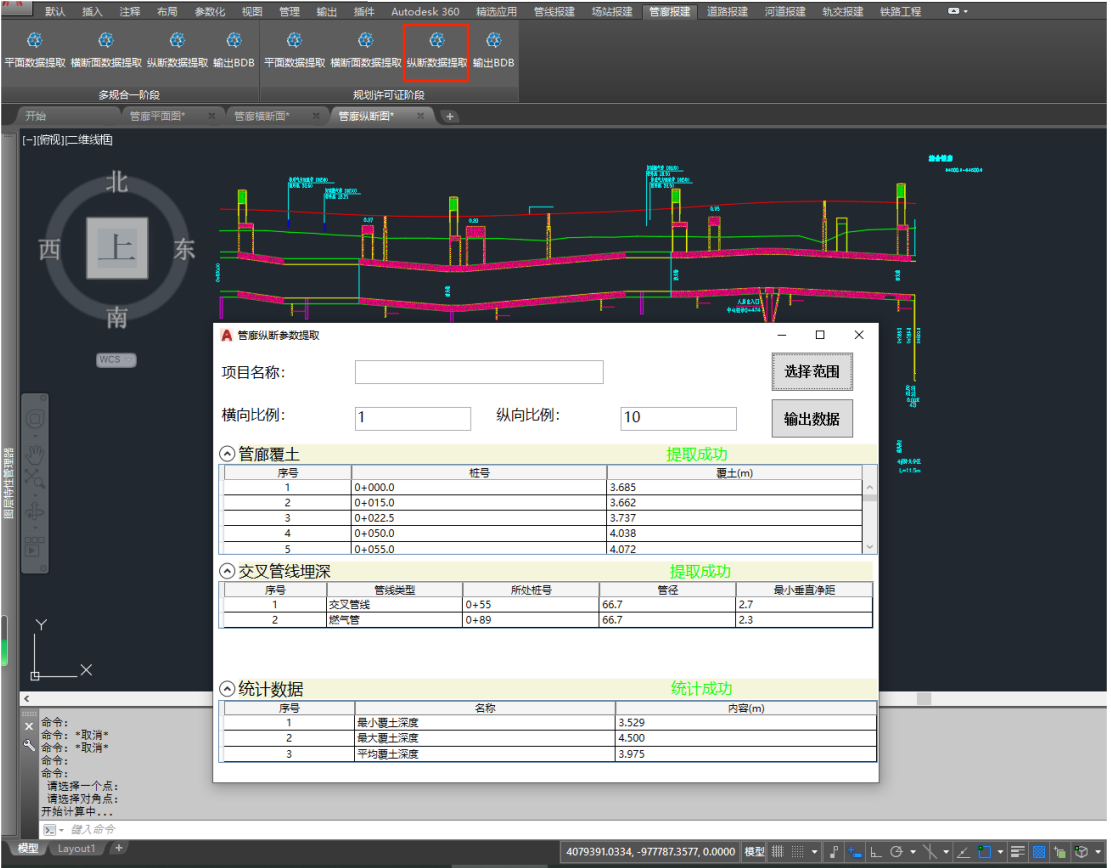 默认 插入 注释 布局 参数化 视图 管理 输出 插件 Autodesk 360 精选应用 管线报建 场站报建 管廊报建 道路报建 河道报建 轨交报建 铁路工程
平面数据提取 横断面数据提取 纵断数据提取 输出BDB 平面数据提取 横断面数据提取 纵断数据提取 输出BDB
多规合一阶段 规划许可证阶段
开始 管廊平面图* 管廊横断面* 管廊纵断面*
[−][俯视][二维线框]
北
西 上 东
南
WCS
图层特性管理器
管廊纵断参数提取
项目名称:
选择范围
横向比例: 1 纵向比例: 10
输出数据
管廊覆土 提取成功
序号 桩号 覆土(m)
1 0+000.0 3.685
2 0+015.0 3.662
3 0+022.5 3.737
4 0+050.0 4.038
5 0+055.0 4.072
交叉管线埋深 提取成功
序号 管线类型 所处桩号 管径 最小垂直净距
1 交叉管线 0+55 66.7 2.7
2 燃气管 0+89 66.7 2.3
统计数据 统计成功
序号 名称 内容(m)
1 最小覆土深度 3.529
2 最大覆土深度 4.500
3 平均覆土深度 3.975
Y
X
命令:
命令: *取消*
命令: *取消*
命令:
命令:
请选择一个点:
请选择对角点:
开始计算中...
键入命令
模型 Layout1 +
4079391.0334, -977787.3577, 0.0000 模型